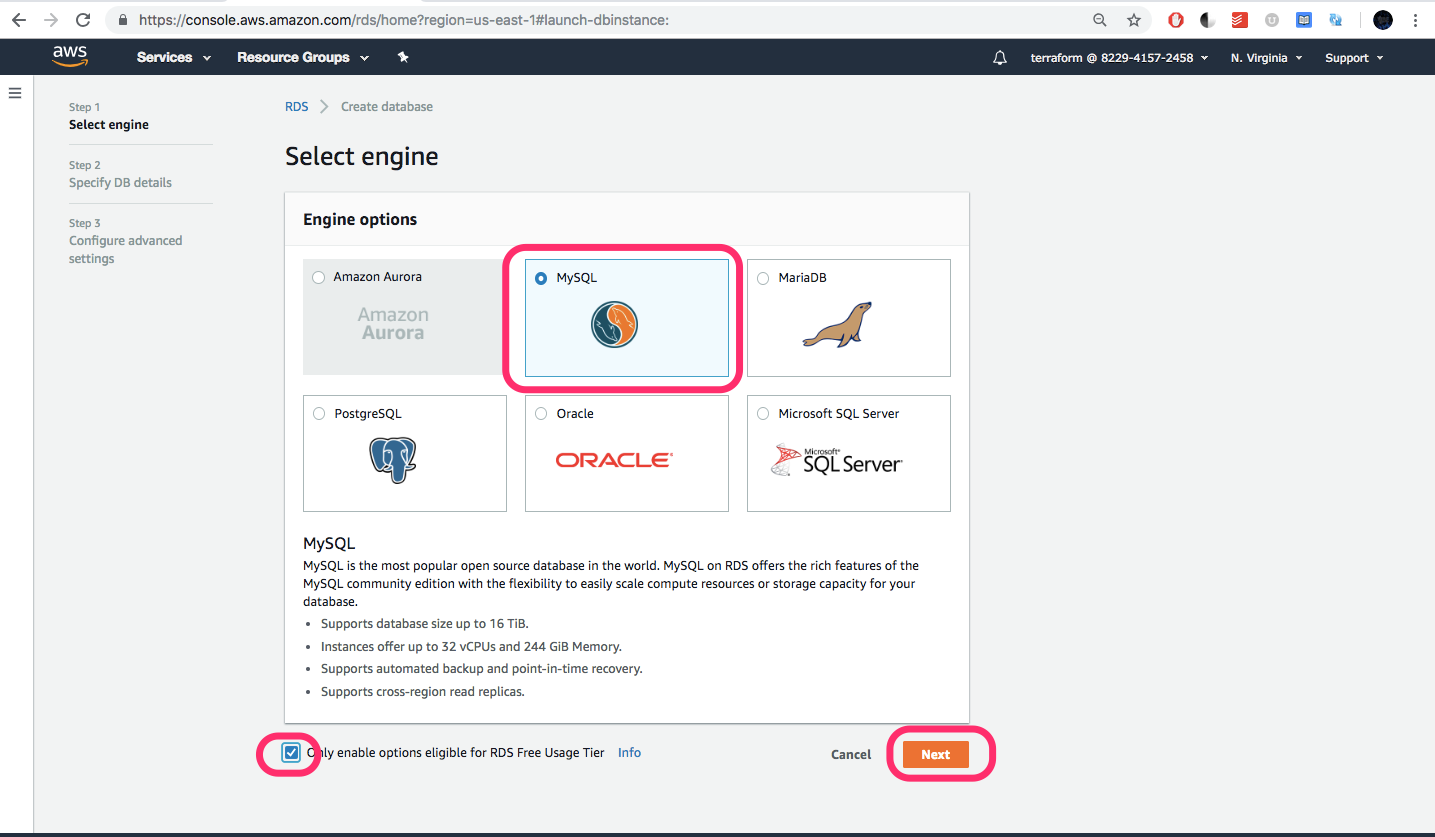 https://console.aws.amazon.com/rds/home?region=us-east-1#launch-dbinstance:
aws
Services
Resource Groups
terraform @ 8229-4157-2458
N. Virginia
Support
Step 1
Select engine
Step 2
Specify DB details
Step 3
Configure advanced
settings
RDS
Create database
Select engine
Engine options
Amazon Aurora
Amazon
Aurora
MySQL
MariaDB
PostgreSQL
Oracle
ORACLE
Microsoft SQL Server
Microsoft®
SQL Server®
MySQL
MySQL is the most popular open source database in the world. MySQL on RDS offers the rich features of the
MySQL community edition with the flexibility to easily scale compute resources or storage capacity for your
database.
• Supports database size up to 16 TiB.
• Instances offer up to 32 vCPUs and 244 GiB Memory.
• Supports automated backup and point-in-time recovery.
• Supports cross-region read replicas.
Only enable options eligible for RDS Free Usage Tier
Info
Cancel
Next